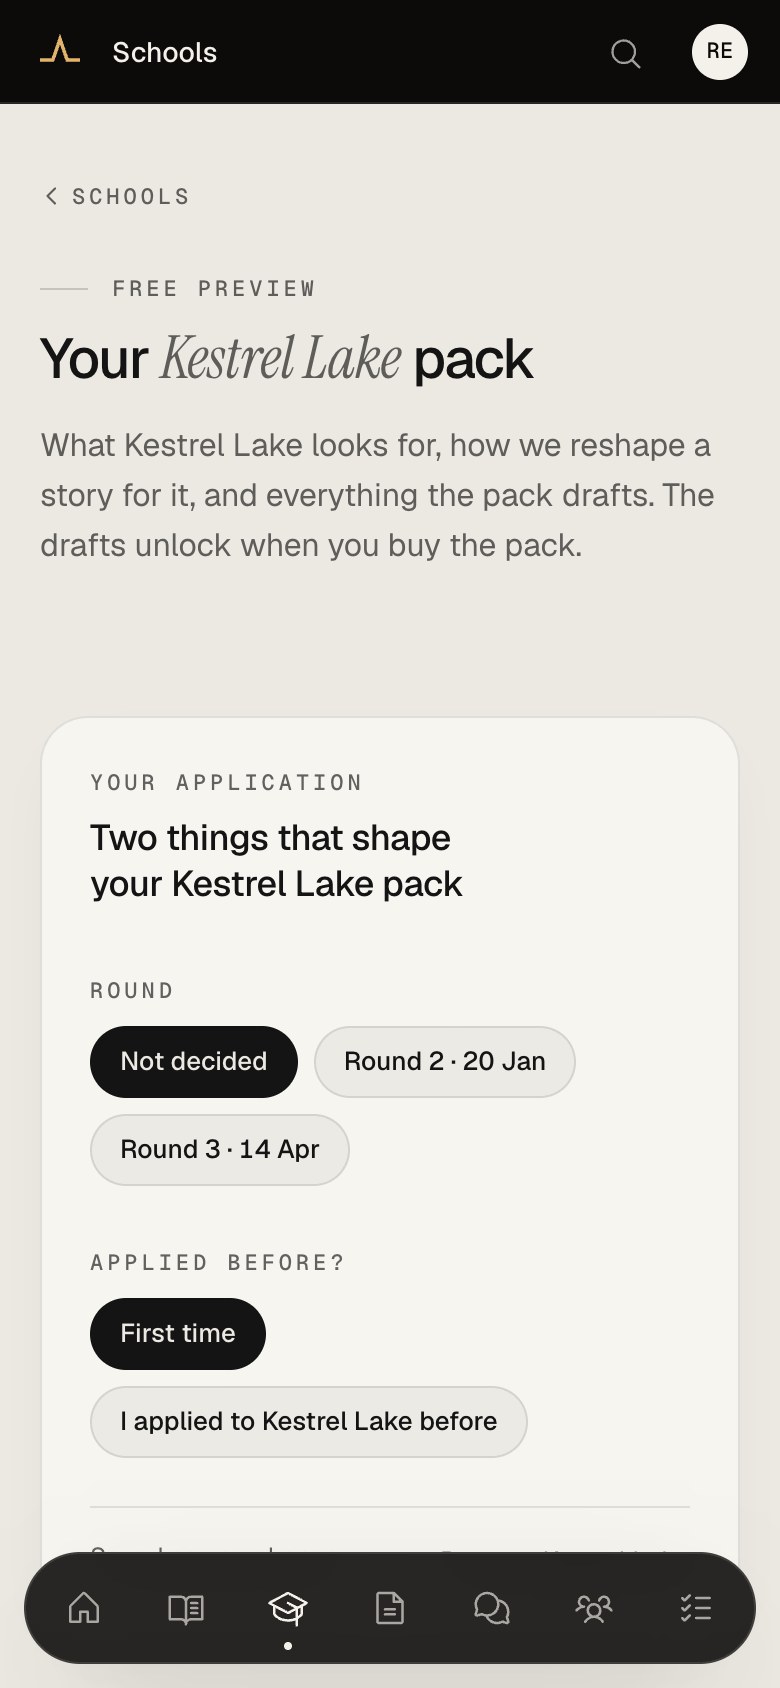 Schools
RE
SCHOOLS
FREE PREVIEW
Your Kestrel Lake pack
What Kestrel Lake looks for, how we reshape a
story for it, and everything the pack drafts. The
drafts unlock when you buy the pack.
YOUR APPLICATION
Two things that shape
your Kestrel Lake pack
ROUND
Not decided
Round 2 · 20 Jan
Round 3 · 14 Apr
APPLIED BEFORE?
First time
I applied to Kestrel Lake before